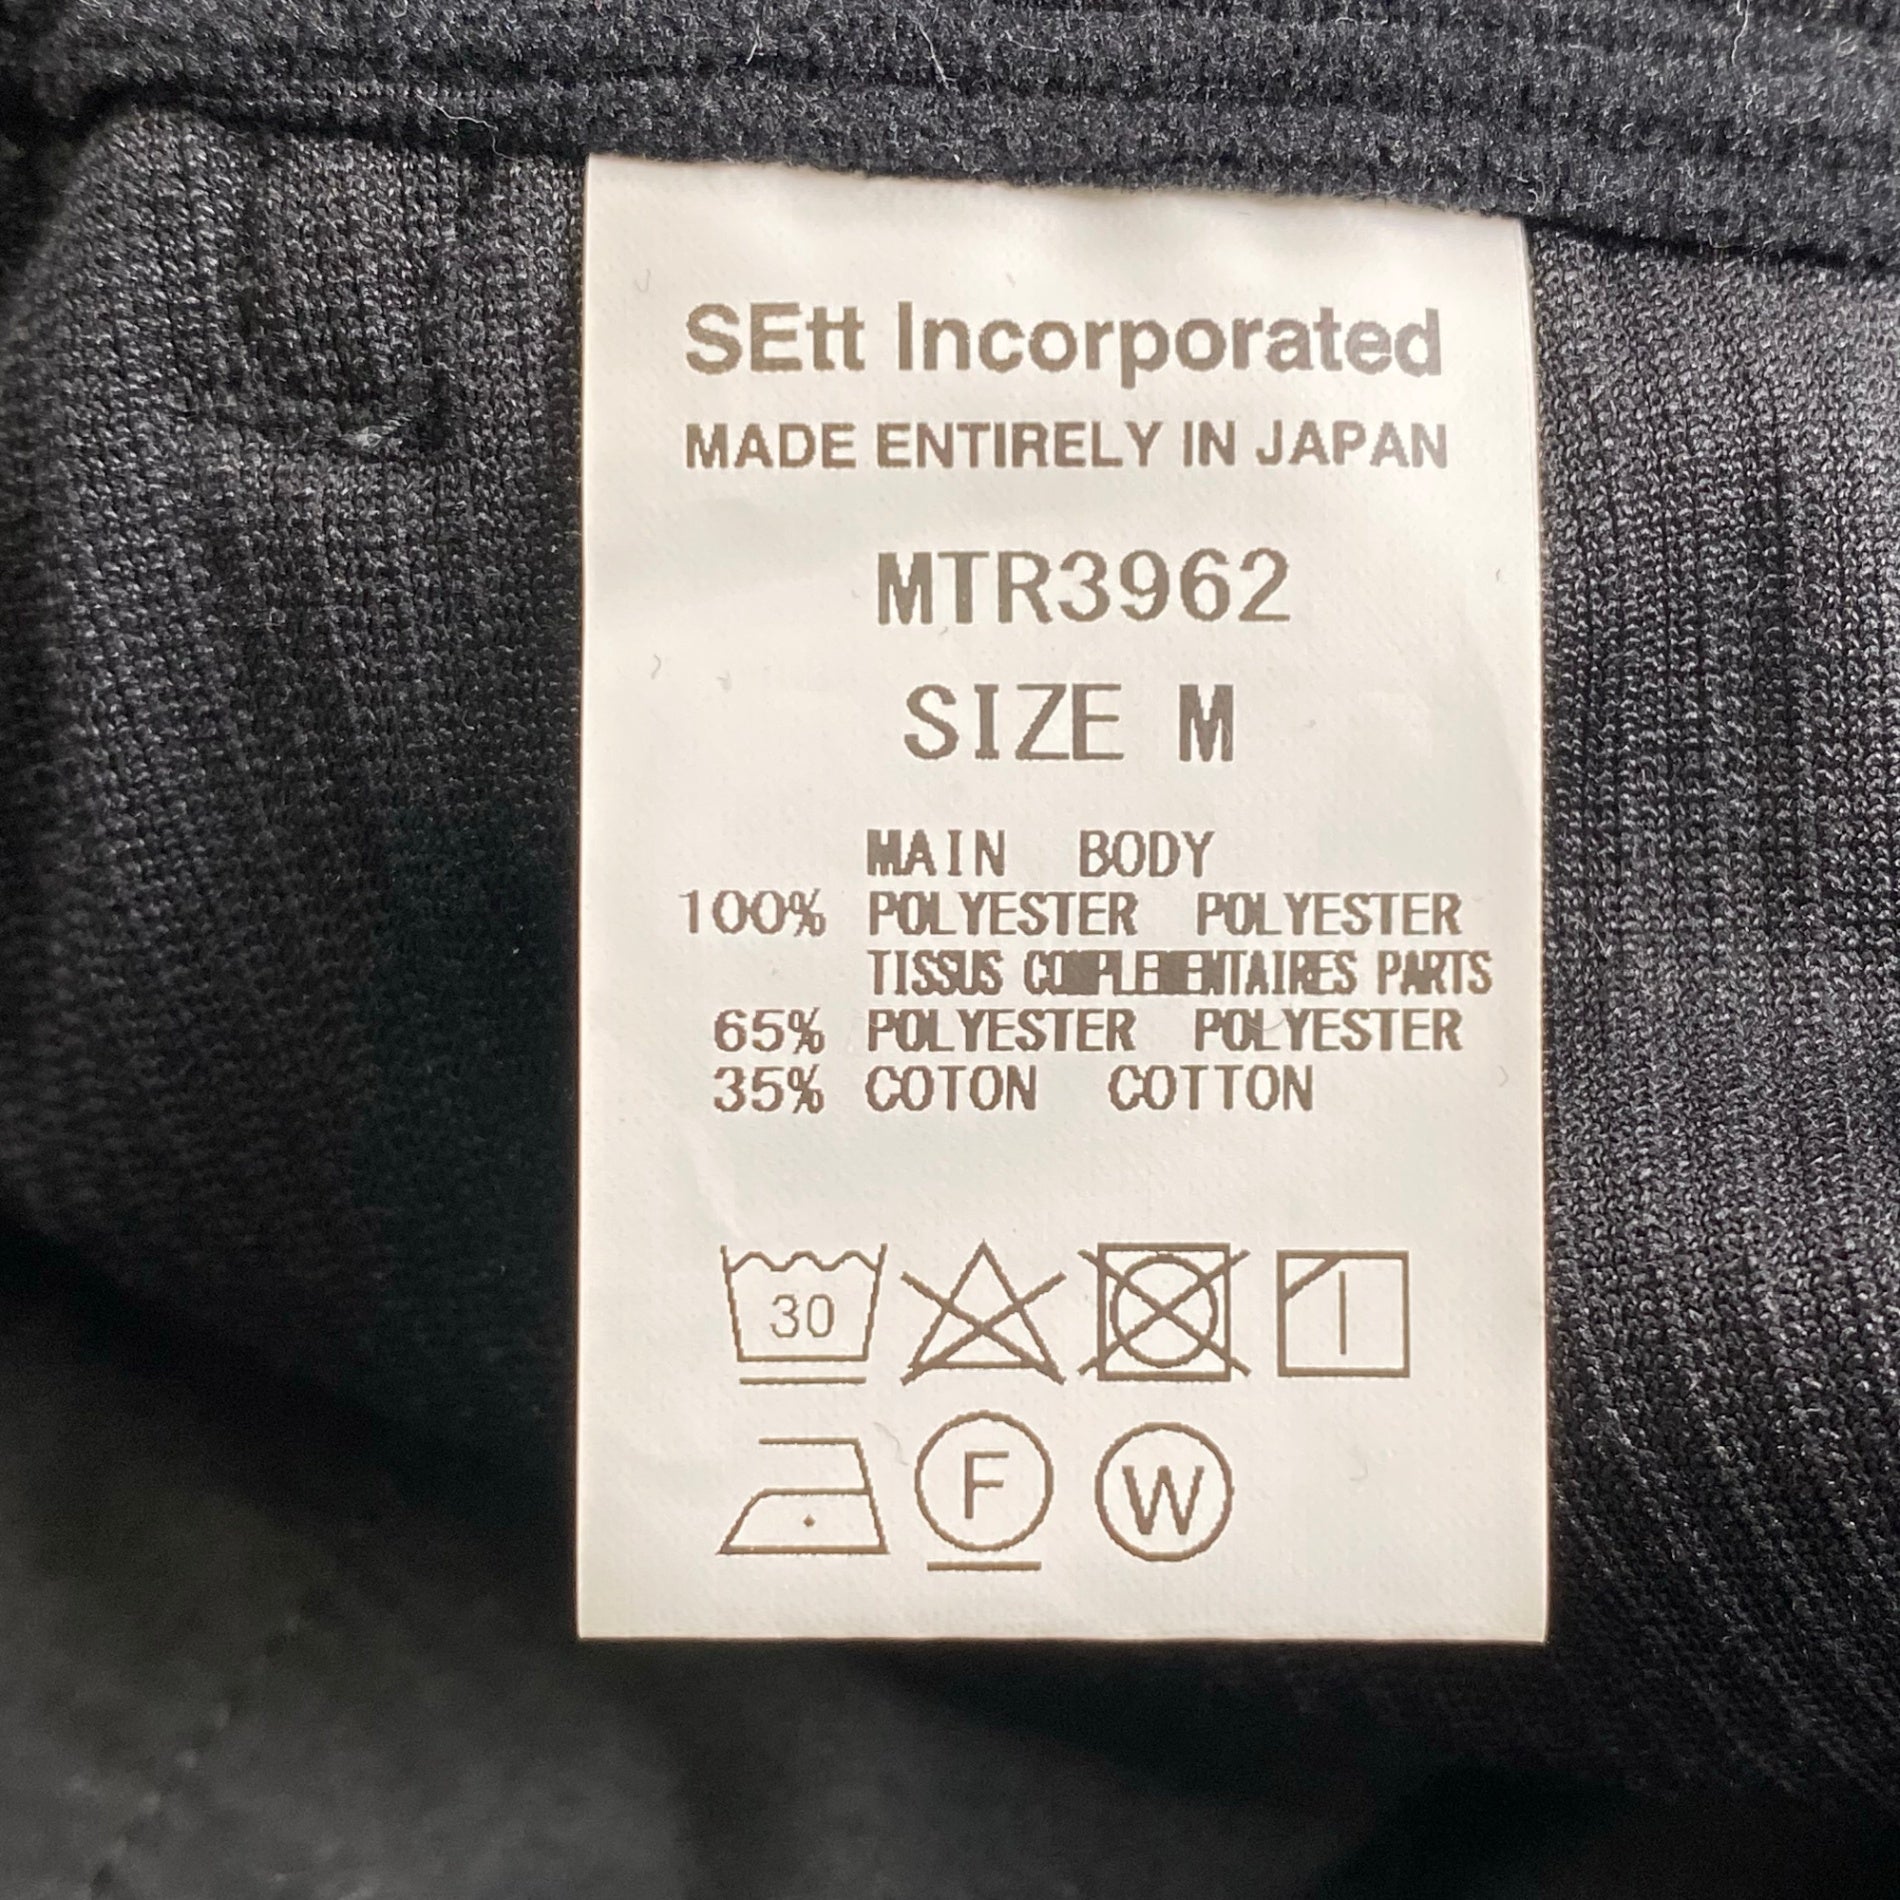 SEtt Incorporated
MADE ENTIRELY IN JAPAN
MTR3962
SIZE M
MAIN BODY
100% POLYESTER POLYESTER
TISSUS COMPLEMENTAIRES PARTS
65% POLYESTER POLYESTER
35% COTON COTTON
30
F W